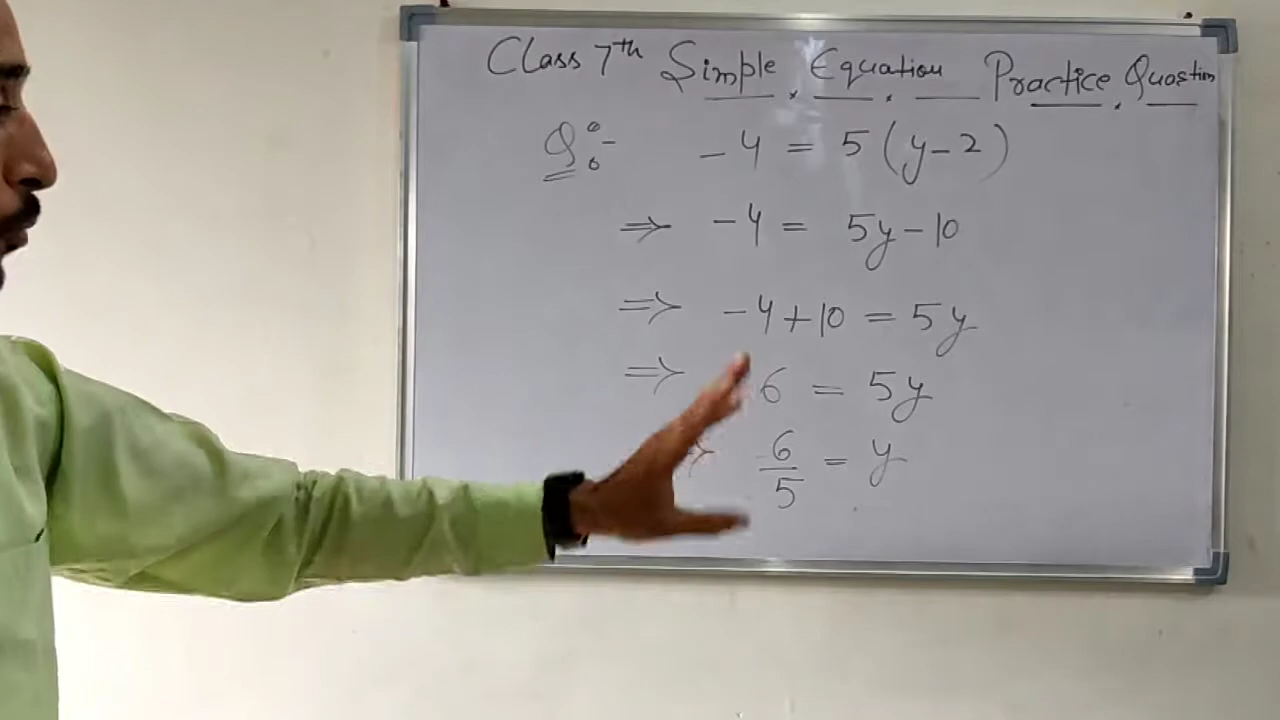 Class 7th Simple Equation Practice Question
Q:- -4 = 5(y-2)
⇒ -4 = 5y-10
⇒ -4+10 = 5y
⇒ 6 = 5y
⇒ 6/5 = y